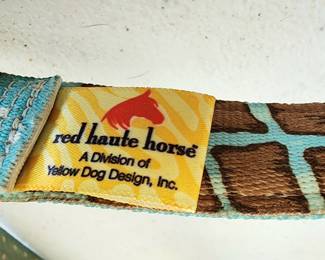 red haute horse
A Division of
Yellow Dog Design, Inc.